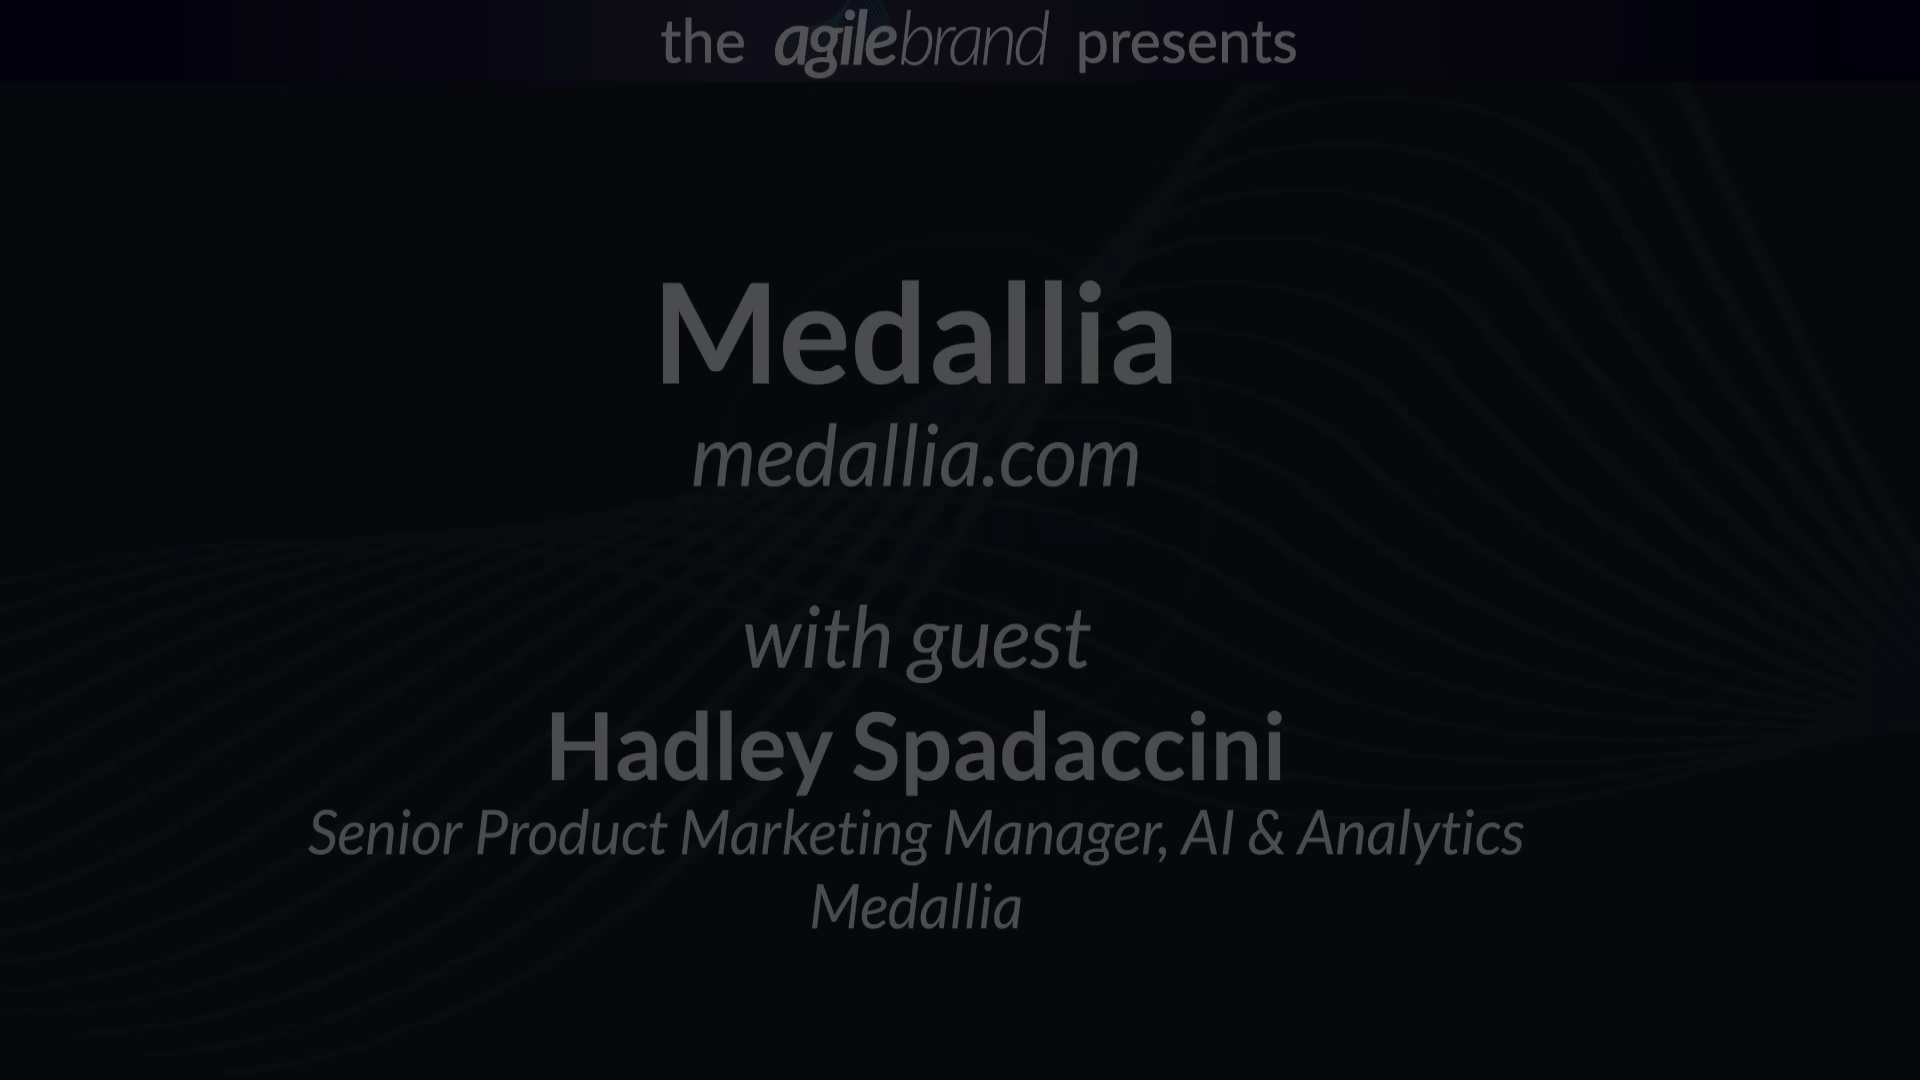 the agilebrand presents
Medallia
medallia.com
with guest
Hadley Spadaccini
Senior Product Marketing Manager, AI & Analytics
Medallia